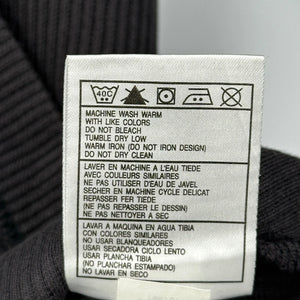 40C
MACHINE WASH WARM
WITH LIKE COLORS
DO NOT BLEACH
TUMBLE DRY LOW
WARM IRON (DO NOT IRON DESIGN)
DO NOT DRY CLEAN
LAVER EN MACHINE A L'EAU TIEDE
AVEC COULEURS SIMILAIRES
NE PAS UTILISER D'EAU DE JAVEL
SECHER EN MACHINE CYCLE DELICAT
REPASSER FER TIEDE
(NE PAS REPASSER LE DESSIN)
NE PAS NETTOYER A SEC
LAVAR A MAQUINA EN AGUA TIBIA
CON COLORES SIMILARES
NO USAR BLANQUEADORES
USAR SECADORA CICLO LENTO
USAR PLANCHA TIBIA
(NO PLANCHAR ESTAMPADO)
NO LAVAR EN SECO